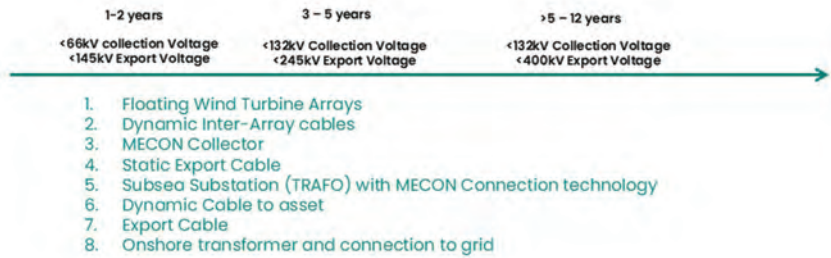 1-2 years
3 – 5 years
>5 – 12 years
<66kV collection Voltage
<145kV Export Voltage
<132kV Collection Voltage
<245kV Export Voltage
<132kV Collection Voltage
<400kV Export Voltage
1. Floating Wind Turbine Arrays
2. Dynamic Inter-Array cables
3. MECON Collector
4. Static Export Cable
5. Subsea Substation (TRAFO) with MECON Connection technology
6. Dynamic Cable to asset
7. Export Cable
8. Onshore transformer and connection to grid